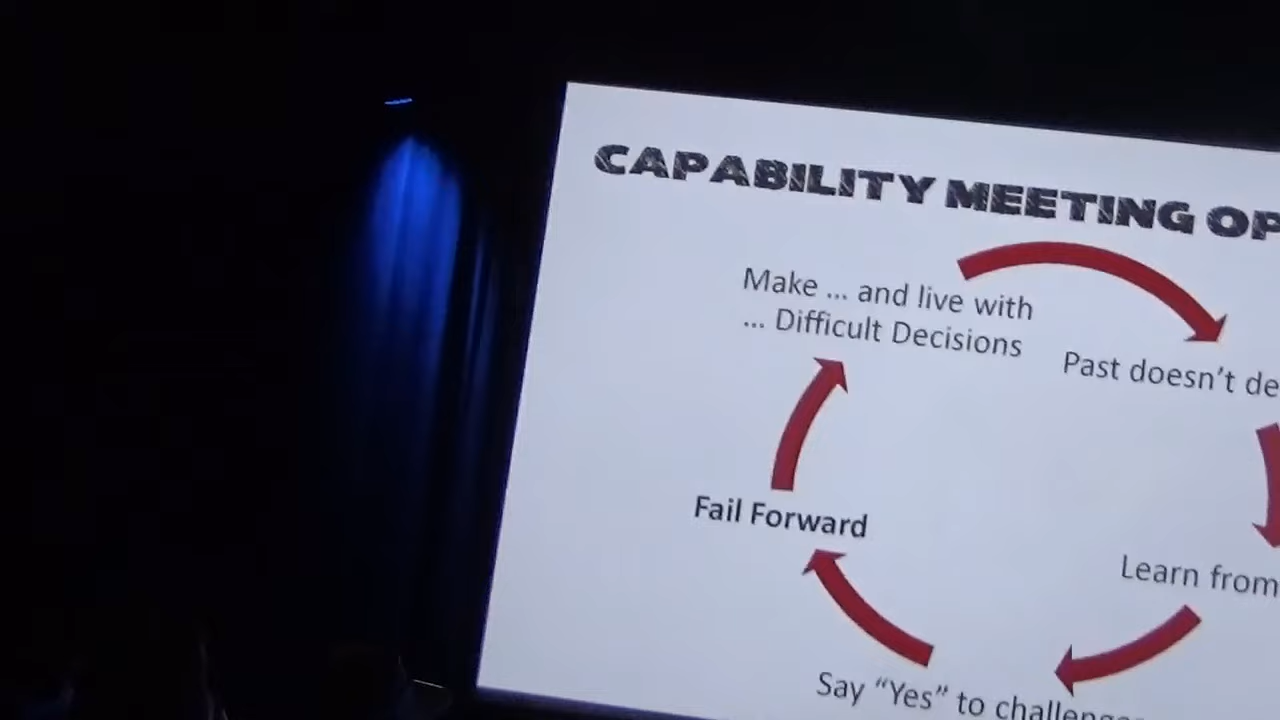 CAPABILITY MEETING OP
Make ... and live with
... Difficult Decisions
Past doesn't de
Learn from
Say “Yes” to challenge
Fail Forward